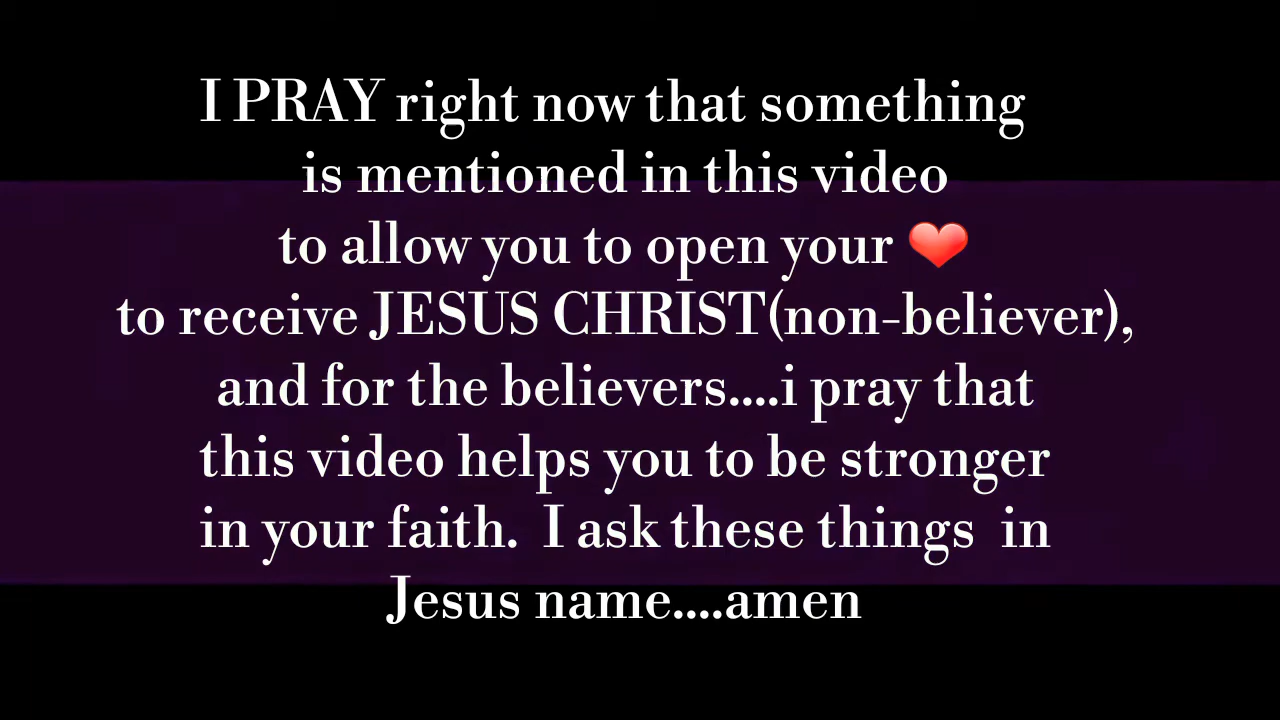 I PRAY right now that something
is mentioned in this video
to allow you to open your ❤️
to receive JESUS CHRIST(non-believer),
and for the believers....i pray that
this video helps you to be stronger
in your faith.  I ask these things  in
Jesus name....amen